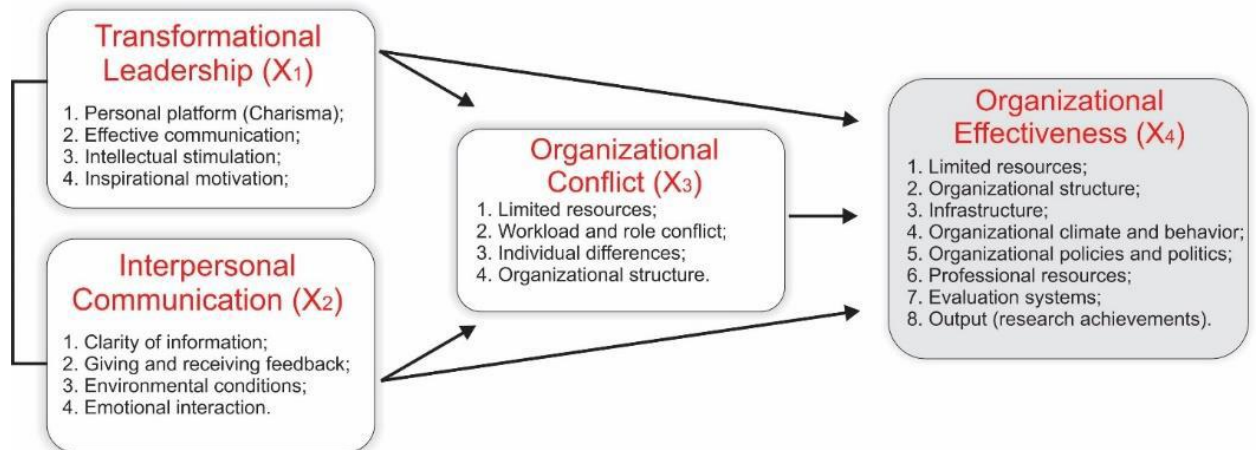 Transformational
Leadership (X1)
1. Personal platform (Charisma);
2. Effective communication;
3. Intellectual stimulation;
4. Inspirational motivation;
Interpersonal
Communication (X2)
1. Clarity of information;
2. Giving and receiving feedback;
3. Environmental conditions;
4. Emotional interaction.
Organizational
Conflict (X3)
1. Limited resources;
2. Workload and role conflict;
3. Individual differences;
4. Organizational structure.
Organizational
Effectiveness (X4)
1. Limited resources;
2. Organizational structure;
3. Infrastructure;
4. Organizational climate and behavior;
5. Organizational policies and politics;
6. Professional resources;
7. Evaluation systems;
8. Output (research achievements).